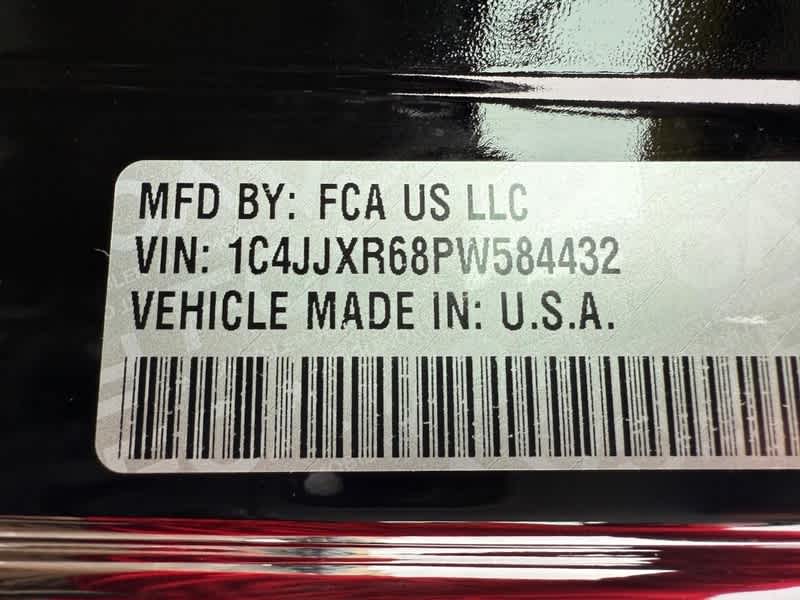 MFD BY: FCA US LLC
VIN: 1C4JJXR68PW584432
VEHICLE MADE IN: U.S.A.